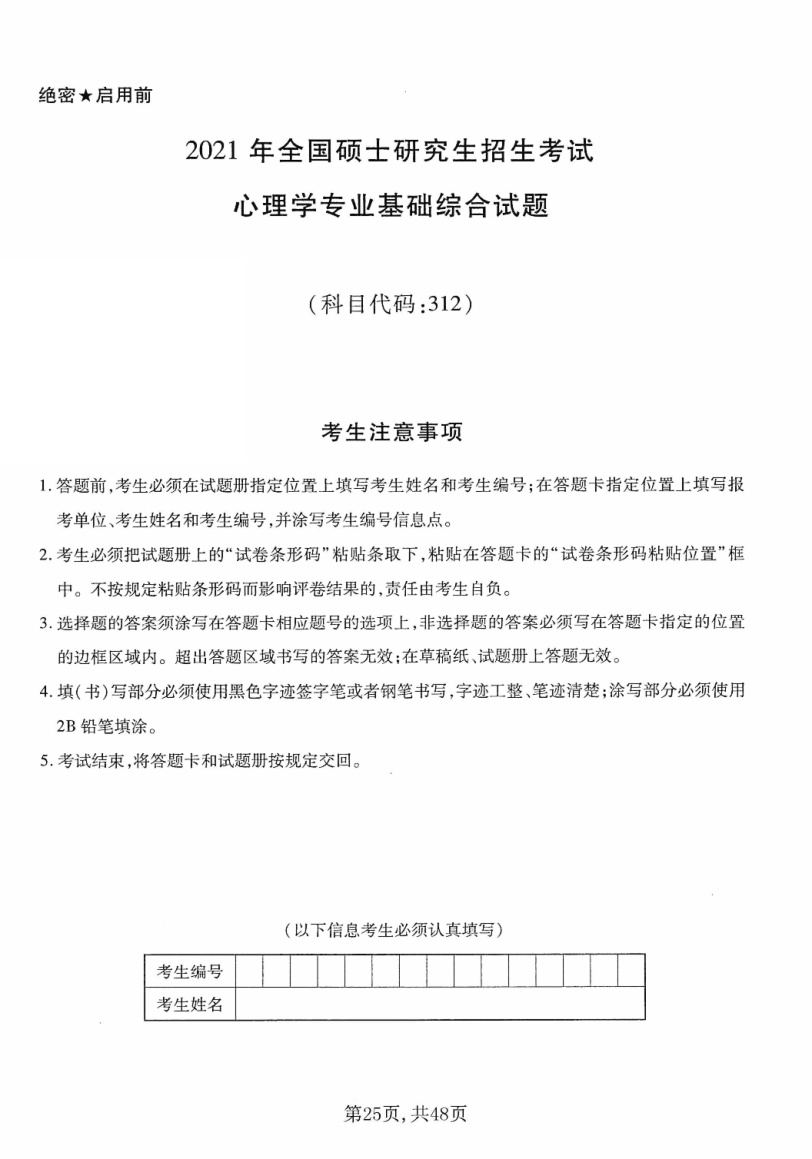 绝密★启用前
2021 年全国硕士研究生招生考试
心理学专业基础综合试题
(科目代码:312)
考生注意事项
1. 答题前,考生必须在试题册指定位置上填写考生姓名和考生编号;在答题卡指定位置上填写报
考单位、考生姓名和考生编号,并涂写考生编号信息点。
2. 考生必须把试题册上的“试卷条形码”粘贴条取下,粘贴在答题卡的“试卷条形码粘贴位置”框
中。不按规定粘贴条形码而影响评卷结果的,责任由考生自负。
3. 选择题的答案须涂写在答题卡相应题号的选项上,非选择题的答案必须写在答题卡指定的位置
的边框区域内。超出答题区域书写的答案无效;在草稿纸、试题册上答题无效。
4. 填(书)写部分必须使用黑色字迹签字笔或者钢笔书写,字迹工整、笔迹清楚;涂写部分必须使用
2B 铅笔填涂。
5. 考试结束,将答题卡和试题册按规定交回。
(以下信息考生必须认真填写)
考生编号
考生姓名
第25页,共48页